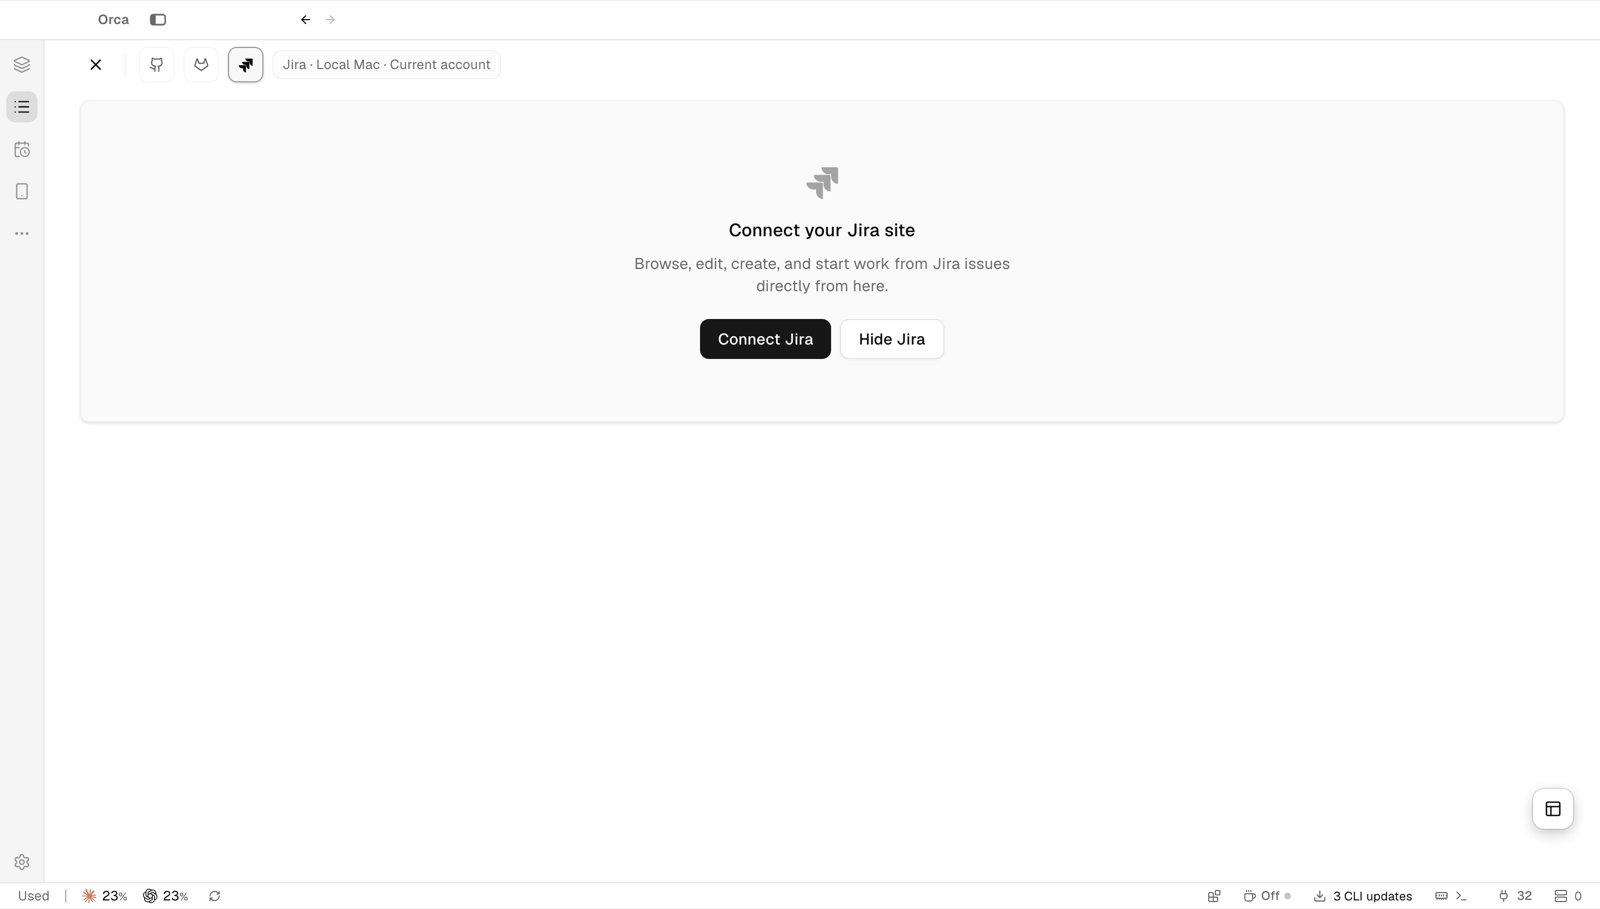 Orca
Jira · Local Mac · Current account
Connect your Jira site
Browse, edit, create, and start work from Jira issues
directly from here.
Connect Jira
Hide Jira
Used
23%
23%
Off
3 CLI updates
32
0